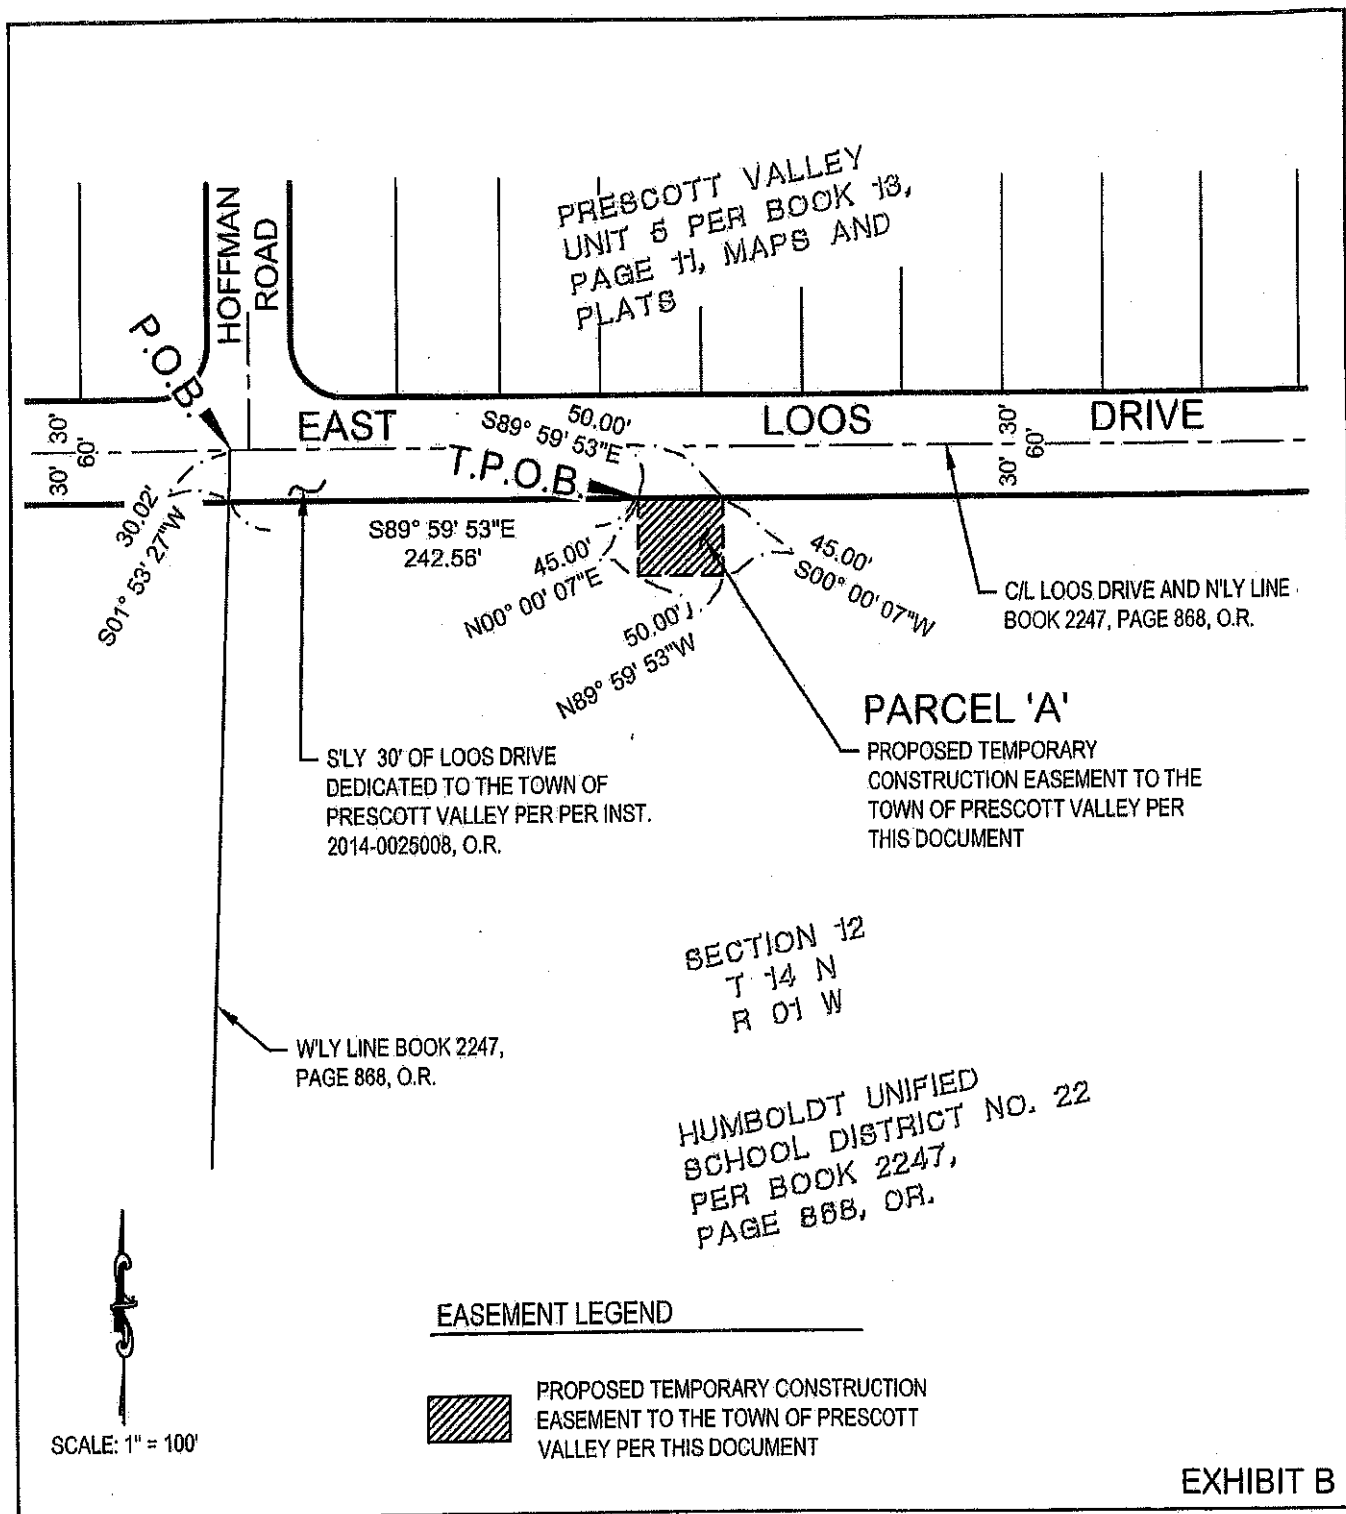 PRESCOTT VALLEY
UNIT 5 PER BOOK 13,
PAGE 11, MAPS AND
PLATS
HOFFMAN
ROAD
P.O.B.
EAST
LOOS
DRIVE
30'
60'
30'
50.00'
S89° 59' 53"E
30'
60'
30'
T.P.O.B.
30.02'
S01° 53' 27"W
S89° 59' 53"E
242.56'
45.00'
N00° 00' 07"E
50.00'
N89° 59' 53"W
45.00'
S00° 00' 07"W
C/L LOOS DRIVE AND N'LY LINE
BOOK 2247, PAGE 868, O.R.
PARCEL 'A'
PROPOSED TEMPORARY
CONSTRUCTION EASEMENT TO THE
TOWN OF PRESCOTT VALLEY PER
THIS DOCUMENT
S'LY 30' OF LOOS DRIVE
DEDICATED TO THE TOWN OF
PRESCOTT VALLEY PER PER INST.
2014-0025008, O.R.
SECTION 12
T 14 N
R 01 W
W'LY LINE BOOK 2247,
PAGE 868, O.R.
HUMBOLDT UNIFIED
SCHOOL DISTRICT NO. 22
PER BOOK 2247,
PAGE 868, OR.
EASEMENT LEGEND
PROPOSED TEMPORARY CONSTRUCTION
EASEMENT TO THE TOWN OF PRESCOTT
VALLEY PER THIS DOCUMENT
SCALE: 1" = 100'
EXHIBIT B